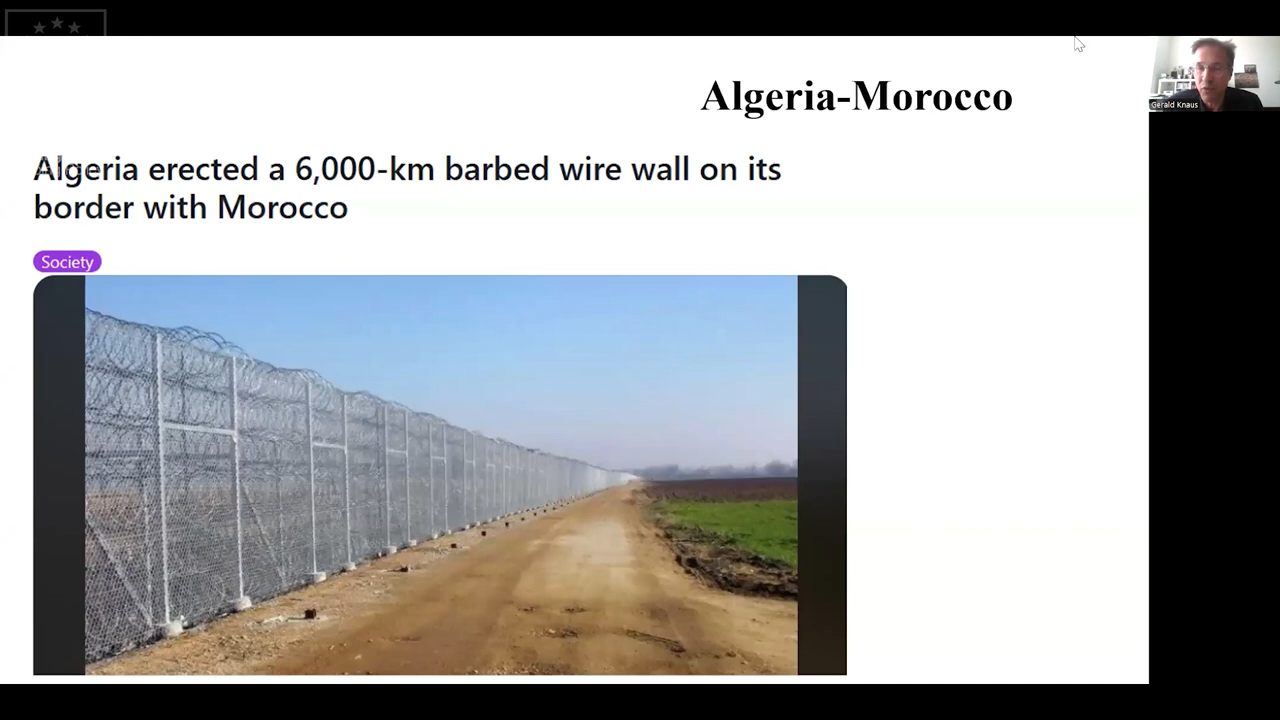 Algeria-Morocco
Gerald Knaus
Algeria erected a 6,000-km barbed wire wall on its
border with Morocco
Society